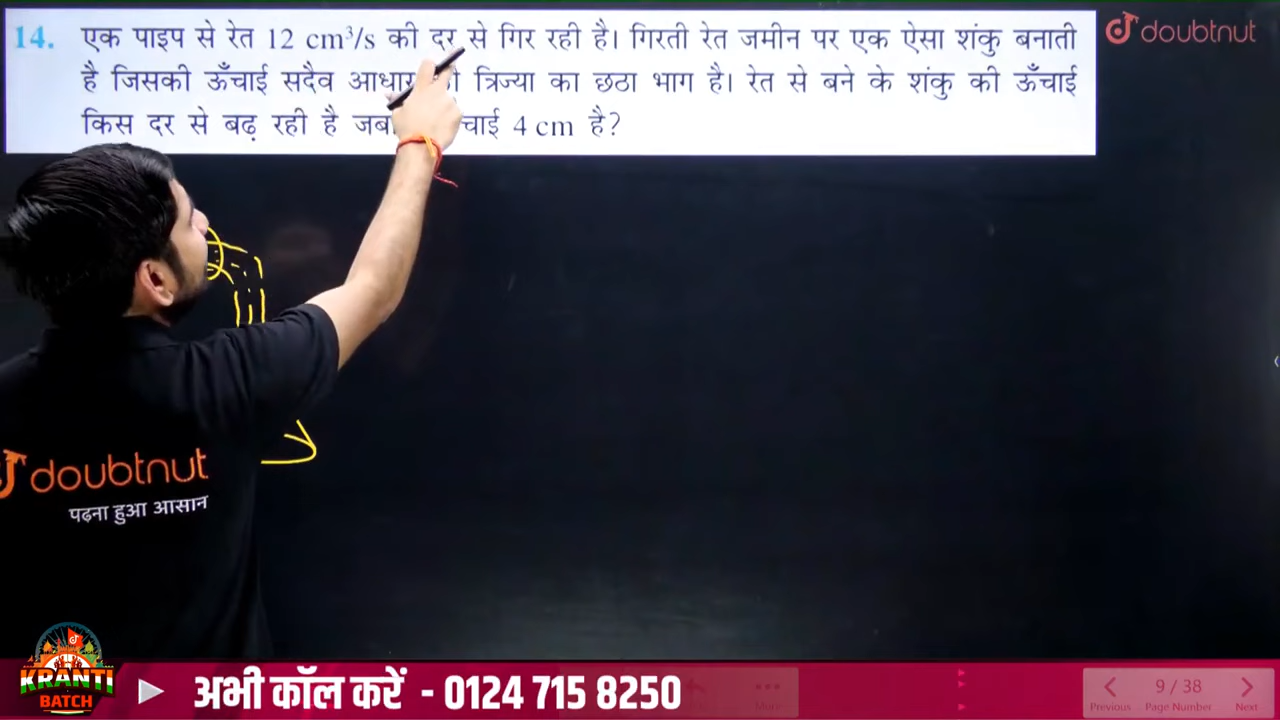 14. एक पाइप से रेत 12 cm³/s की दर से गिर रही है। गिरती रेत जमीन पर एक ऐसा शंकु बनाती
है जिसकी ऊँचाई सदैव त्रिज्या का छठा भाग है। रेत से बने के शंकु की ऊँचाई
किस दर से बढ़ रही है 4 cm है?
doubtnut
doubtnut
पढ़ना हुआ आसान
KRANTI
BATCH
अभी कॉल करें - 0124 715 8250
More
9 / 38
Previous Page Number Next